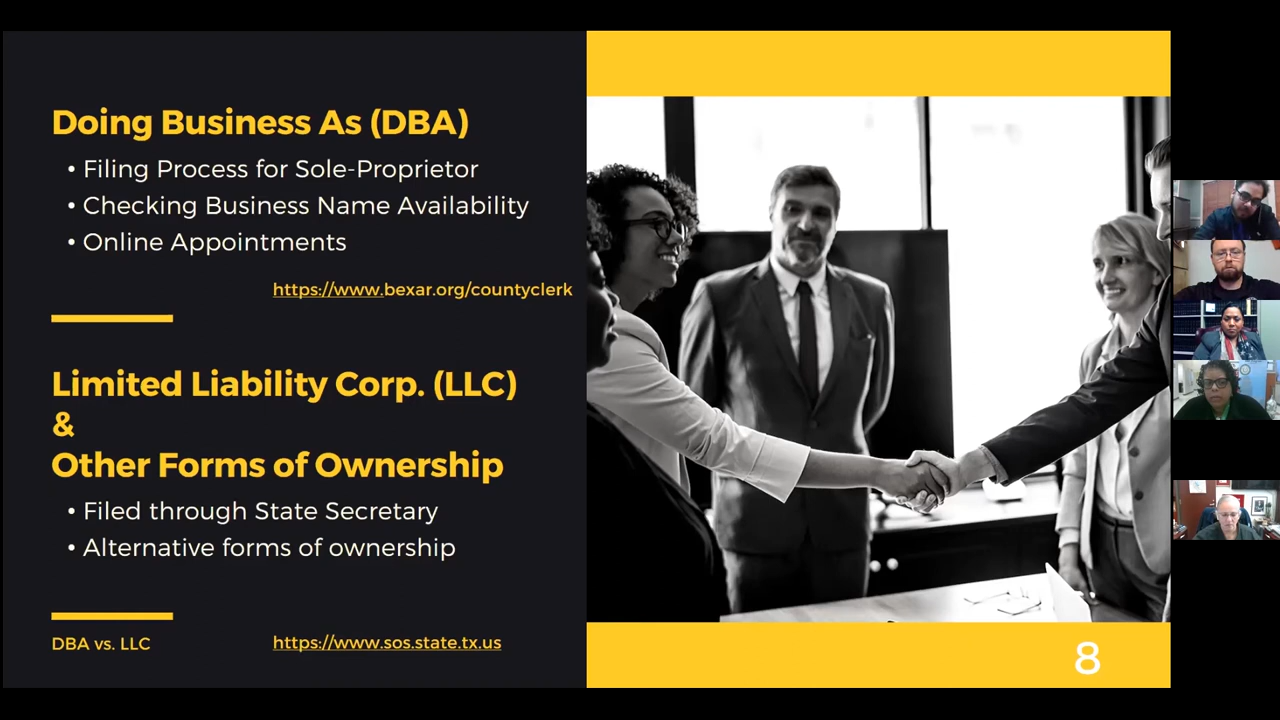 Doing Business As (DBA)
• Filing Process for Sole-Proprietor
• Checking Business Name Availability
• Online Appointments
https://www.bexar.org/countyclerk
Limited Liability Corp. (LLC)
&
Other Forms of Ownership
• Filed through State Secretary
• Alternative forms of ownership
DBA vs. LLC
https://www.sos.state.tx.us
8